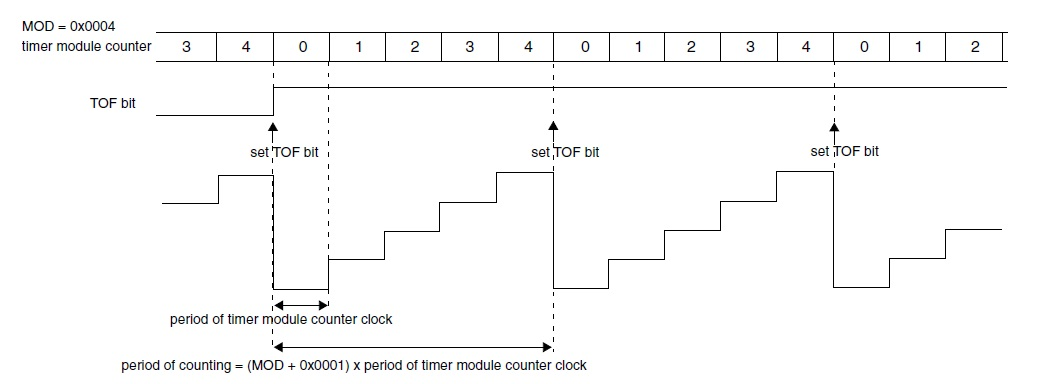 MOD = 0x0004
timer module counter 3 4 0 1 2 3 4 0 1 2 3 4 0 1 2
TOF bit
set TOF bit set TOF bit set TOF bit
period of timer module counter clock
period of counting = (MOD + 0x0001) x period of timer module counter clock